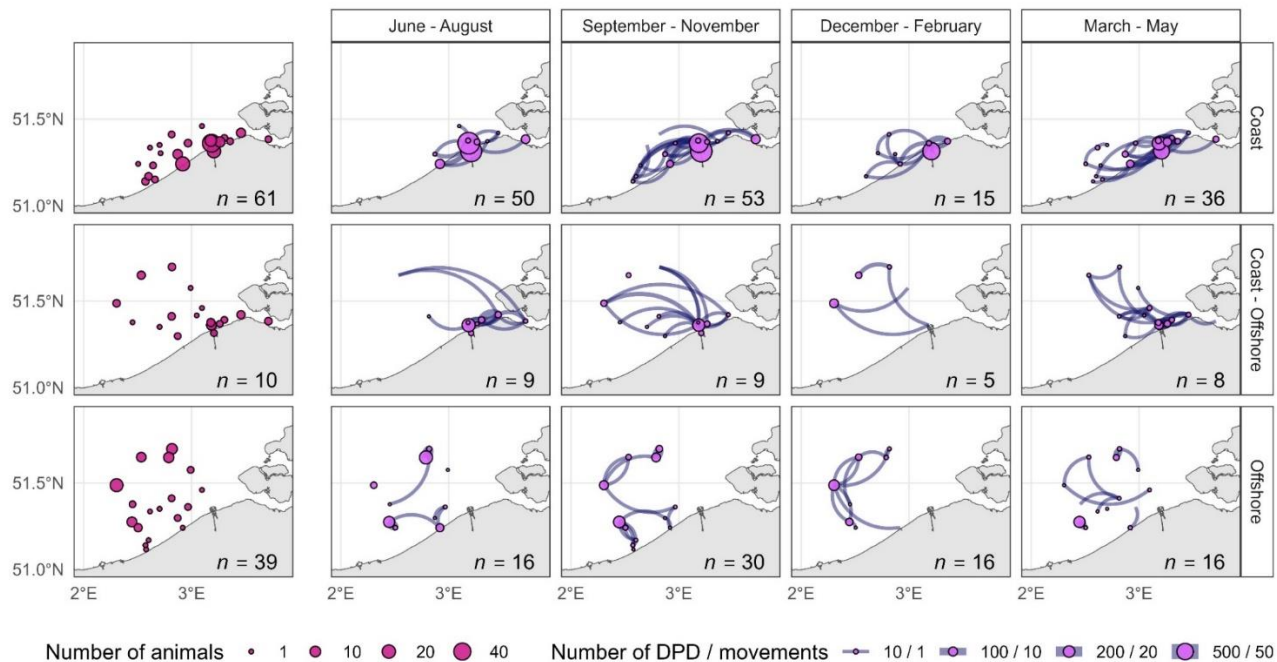 June - August September - November December - February March - May
51.5°N
51.0°N
n = 61 n = 50 n = 53 n = 15 n = 36 Coast
51.5°N
51.0°N
n = 10 n = 9 n = 9 n = 5 n = 8 Coast - Offshore
51.5°N
51.0°N
n = 39 n = 16 n = 30 n = 16 n = 16 Offshore
2°E 3°E 2°E 3°E 2°E 3°E 2°E 3°E 2°E 3°E
Number of animals 1 10 20 40 Number of DPD / movements 10 / 1 100 / 10 200 / 20 500 / 50